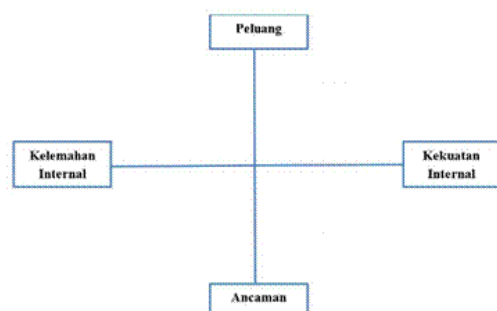 Peluang
Kelemahan
Internal
Kekuatan
Internal
Ancaman